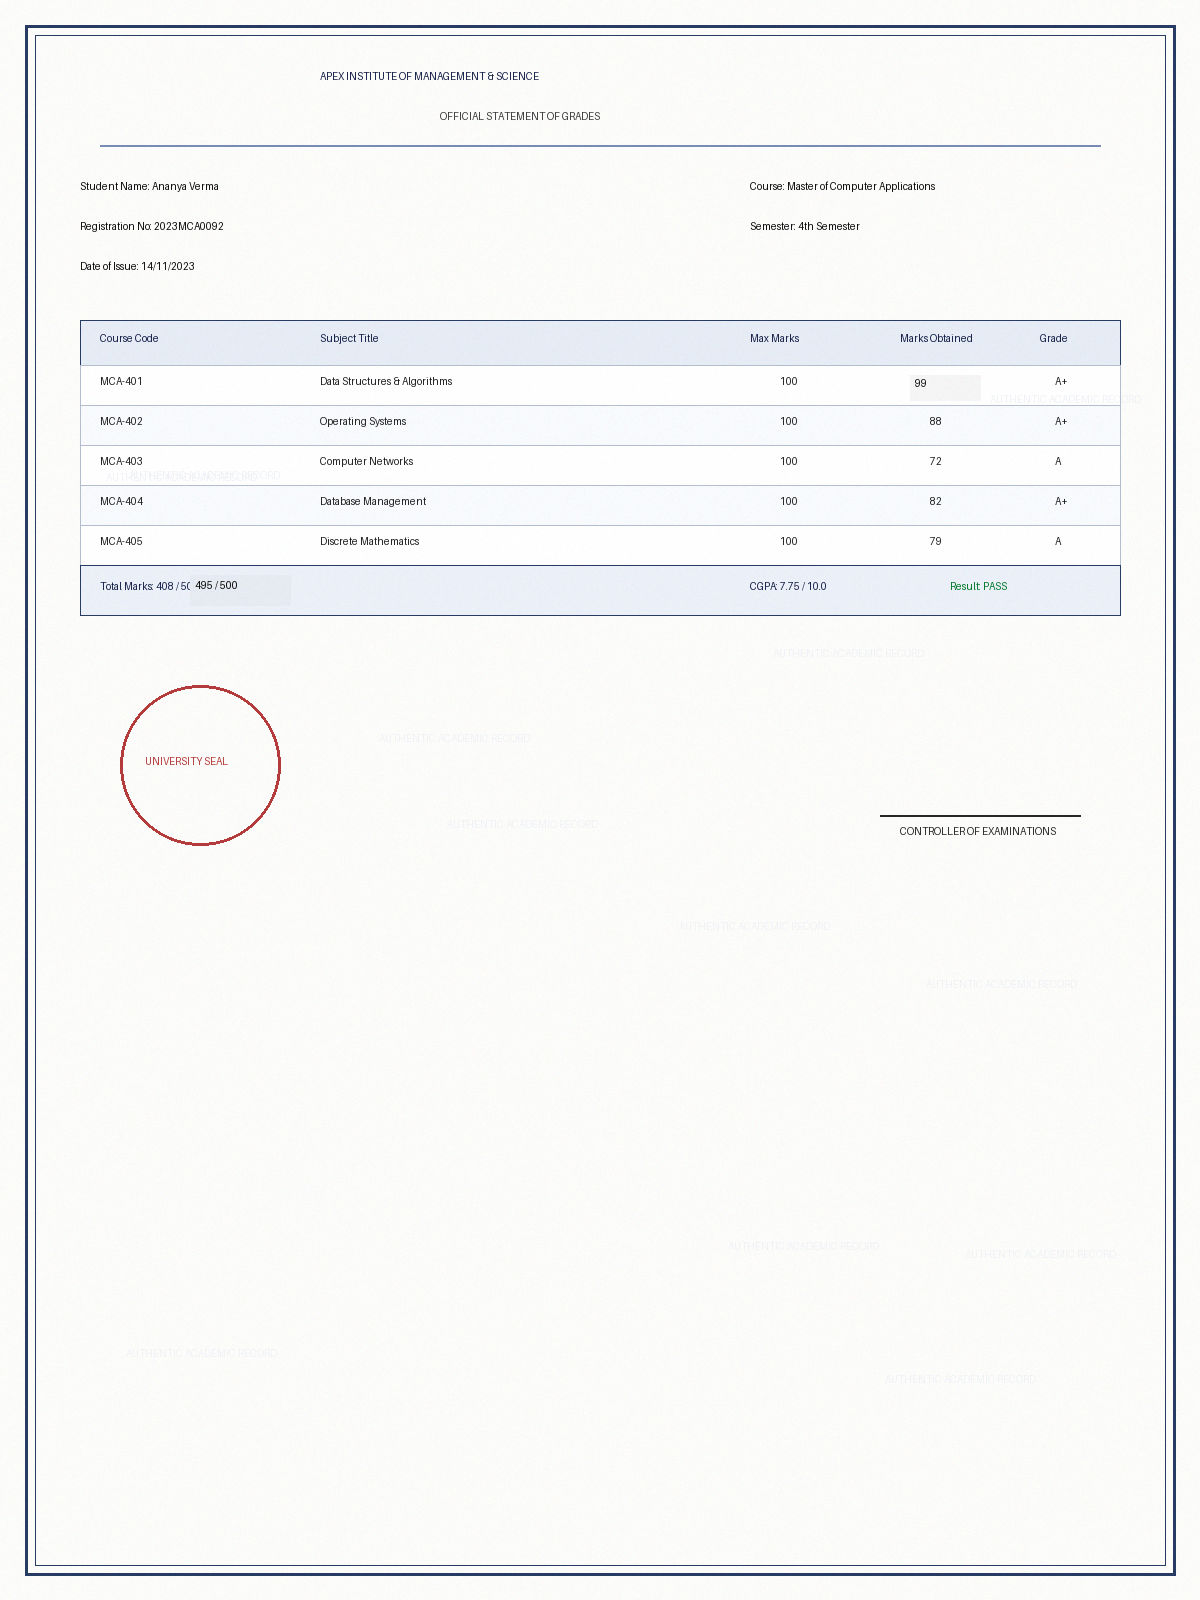 APEX INSTITUTE OF MANAGEMENT & SCIENCE
OFFICIAL STATEMENT OF GRADES
Student Name: Ananya Verma Course: Master of Computer Applications
Registration No: 2023MCA0092 Semester: 4th Semester
Date of Issue: 14/11/2023
Course Code Subject Title Max Marks Marks Obtained Grade
MCA-401 Data Structures & Algorithms 100 99 A+
AUTHENTIC ACADEMIC RECORD
MCA-402 Operating Systems 100 88 A+
MCA-403 Computer Networks 100 72 A
AUTHENTIC ACADEMIC RECORD
AUTHENTIC ACADEMIC RECORD
MCA-404 Database Management 100 82 A+
MCA-405 Discrete Mathematics 100 79 A
Total Marks: 408 / 50 495 / 500 CGPA: 7.75 / 10.0 Result: PASS
AUTHENTIC ACADEMIC RECORD
AUTHENTIC ACADEMIC RECORD
UNIVERSITY SEAL
AUTHENTIC ACADEMIC RECORD
CONTROLLER OF EXAMINATIONS
AUTHENTIC ACADEMIC RECORD
AUTHENTIC ACADEMIC RECORD
AUTHENTIC ACADEMIC RECORD
AUTHENTIC ACADEMIC RECORD
AUTHENTIC ACADEMIC RECORD
AUTHENTIC ACADEMIC RECORD